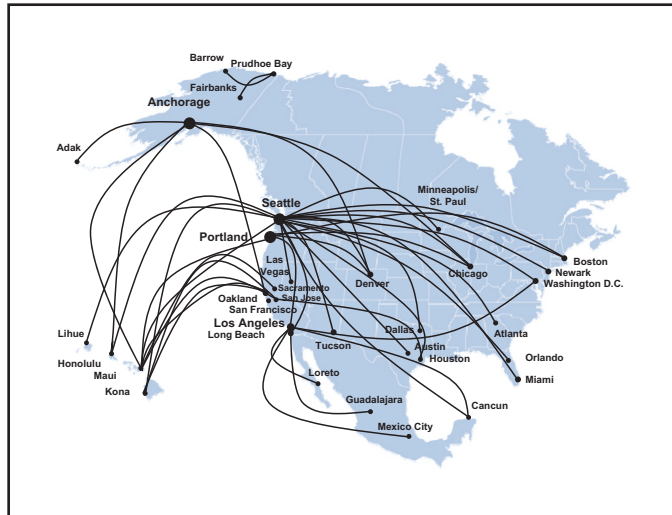 Barrow
Prudhoe Bay
Fairbanks
Anchorage
Adak
Minneapolis/
St. Paul
Seattle
Portland
Las
Vegas
Boston
Newark
Washington D.C.
Chicago
Denver
Sacramento
San Jose
Oakland
San Francisco
Los Angeles
Long Beach
Dallas
Atlanta
Tucson
Austin
Houston
Orlando
Miami
Lihue
Honolulu
Maui
Kona
Loreto
Guadalajara
Cancun
Mexico City